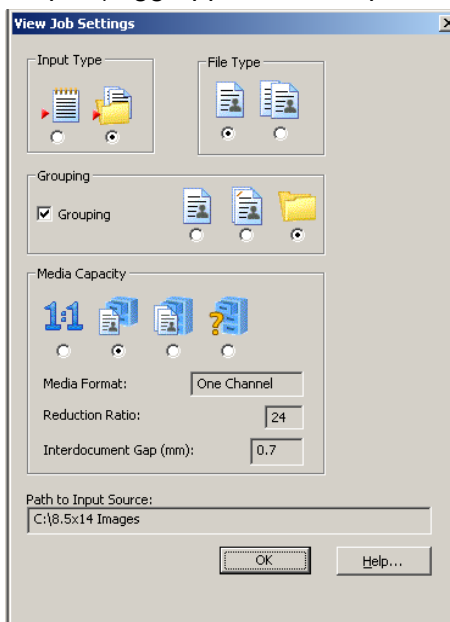 View Job Settings
Input Type
File Type
Grouping
Grouping
Media Capacity
1:1
?
Media Format: One Channel
Reduction Ratio: 24
Interdocument Gap (mm): 0.7
Path to Input Source:
C:\8.5x14 Images
OK Help...